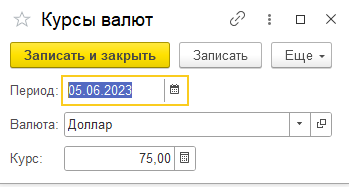 Курсы валют
Записать и закрыть Записать Еще
Период: 05.06.2023
Валюта: Доллар
Курс: 75,00